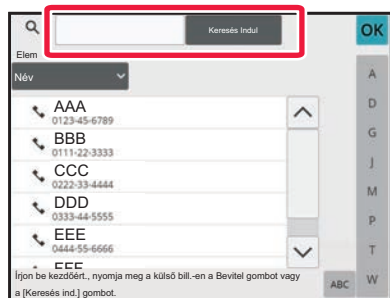 Keresés Indul
OK
Elem
Név
AAA
0123-45-6789
BBB
0111-22-3333
CCC
0222-33-4444
DDD
0333-44-5555
EEE
0444-55-6666
FFF
A
D
G
J
M
P
T
W
ABC
Írjon be kezdőért., nyomja meg a külső bill.-en a Bevitel gombot vagy
a [Keresés ind.] gombot.